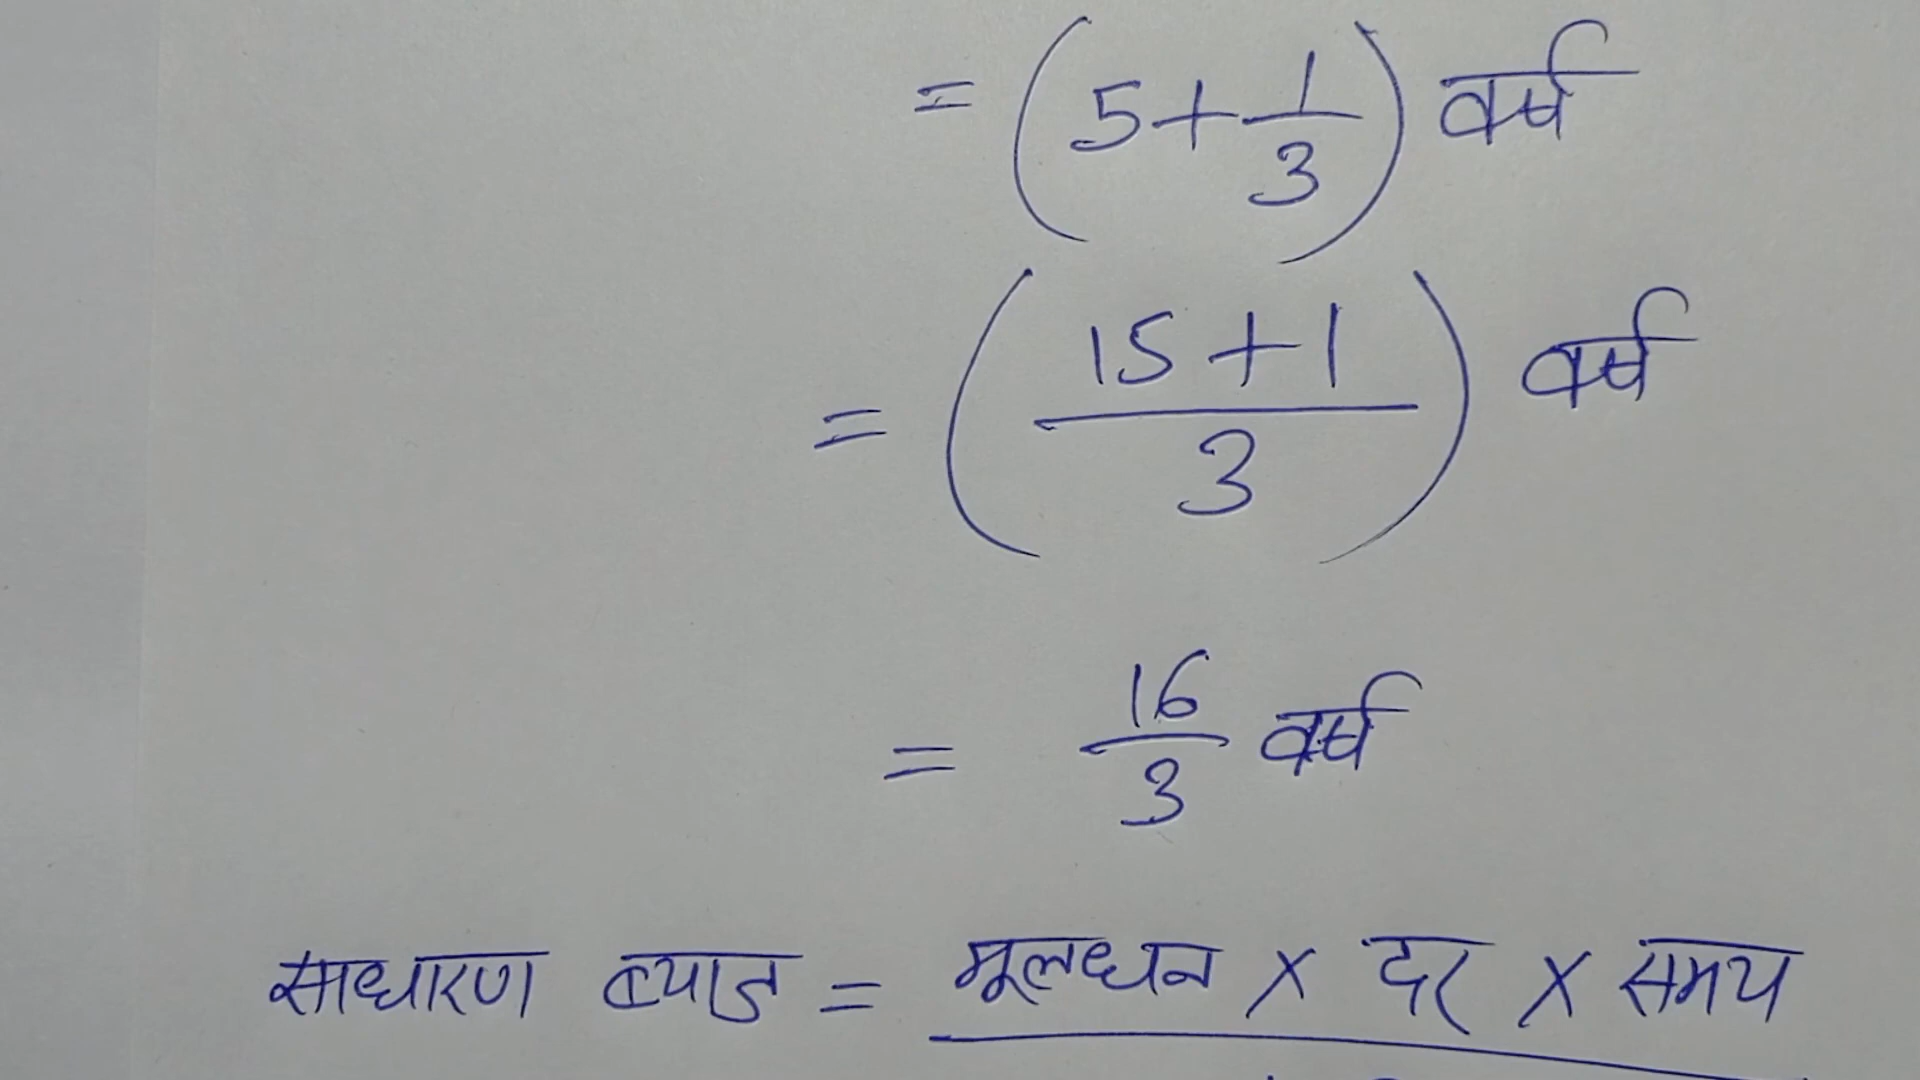 = (5 + 1/3) वर्ष
= (15 + 1 / 3) वर्ष
= 16/3 वर्ष
साधारण ब्याज = मूलधन × दर × समय